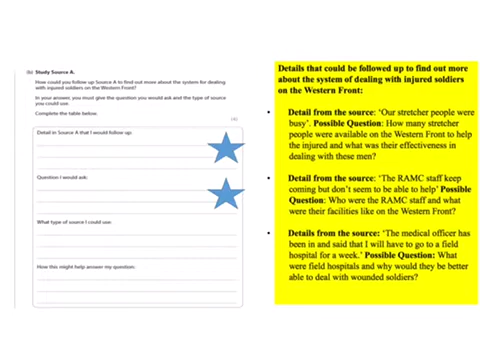 (b) Study Source A.
How could you follow up Source A to find out more about the system for dealing
with injured soldiers on the Western Front?
In your answer, you must give the question you would ask and the type of source
you could use.
Complete the table below.
(4)
Detail in Source A that I would follow up:
Question I would ask:
What type of source I could use:
How this might help answer my question:
Details that could be followed up to find out more
about the system of dealing with injured soldiers
on the Western Front:
• Detail from the source: ‘Our stretcher people were
busy’. Possible Question: How many stretcher
people were available on the Western Front to help
the injured and what was their effectiveness in
dealing with these men?
• Detail from the source: ‘The RAMC staff keep
coming but don’t seem to be able to help’ Possible
Question: Who were the RAMC staff and what
were their facilities like on the Western Front?
• Details from the source: ‘The medical officer has
been in and said that I will have to go to a field
hospital for a week.’ Possible Question: What
were field hospitals and why would they be better
able to deal with wounded soldiers?